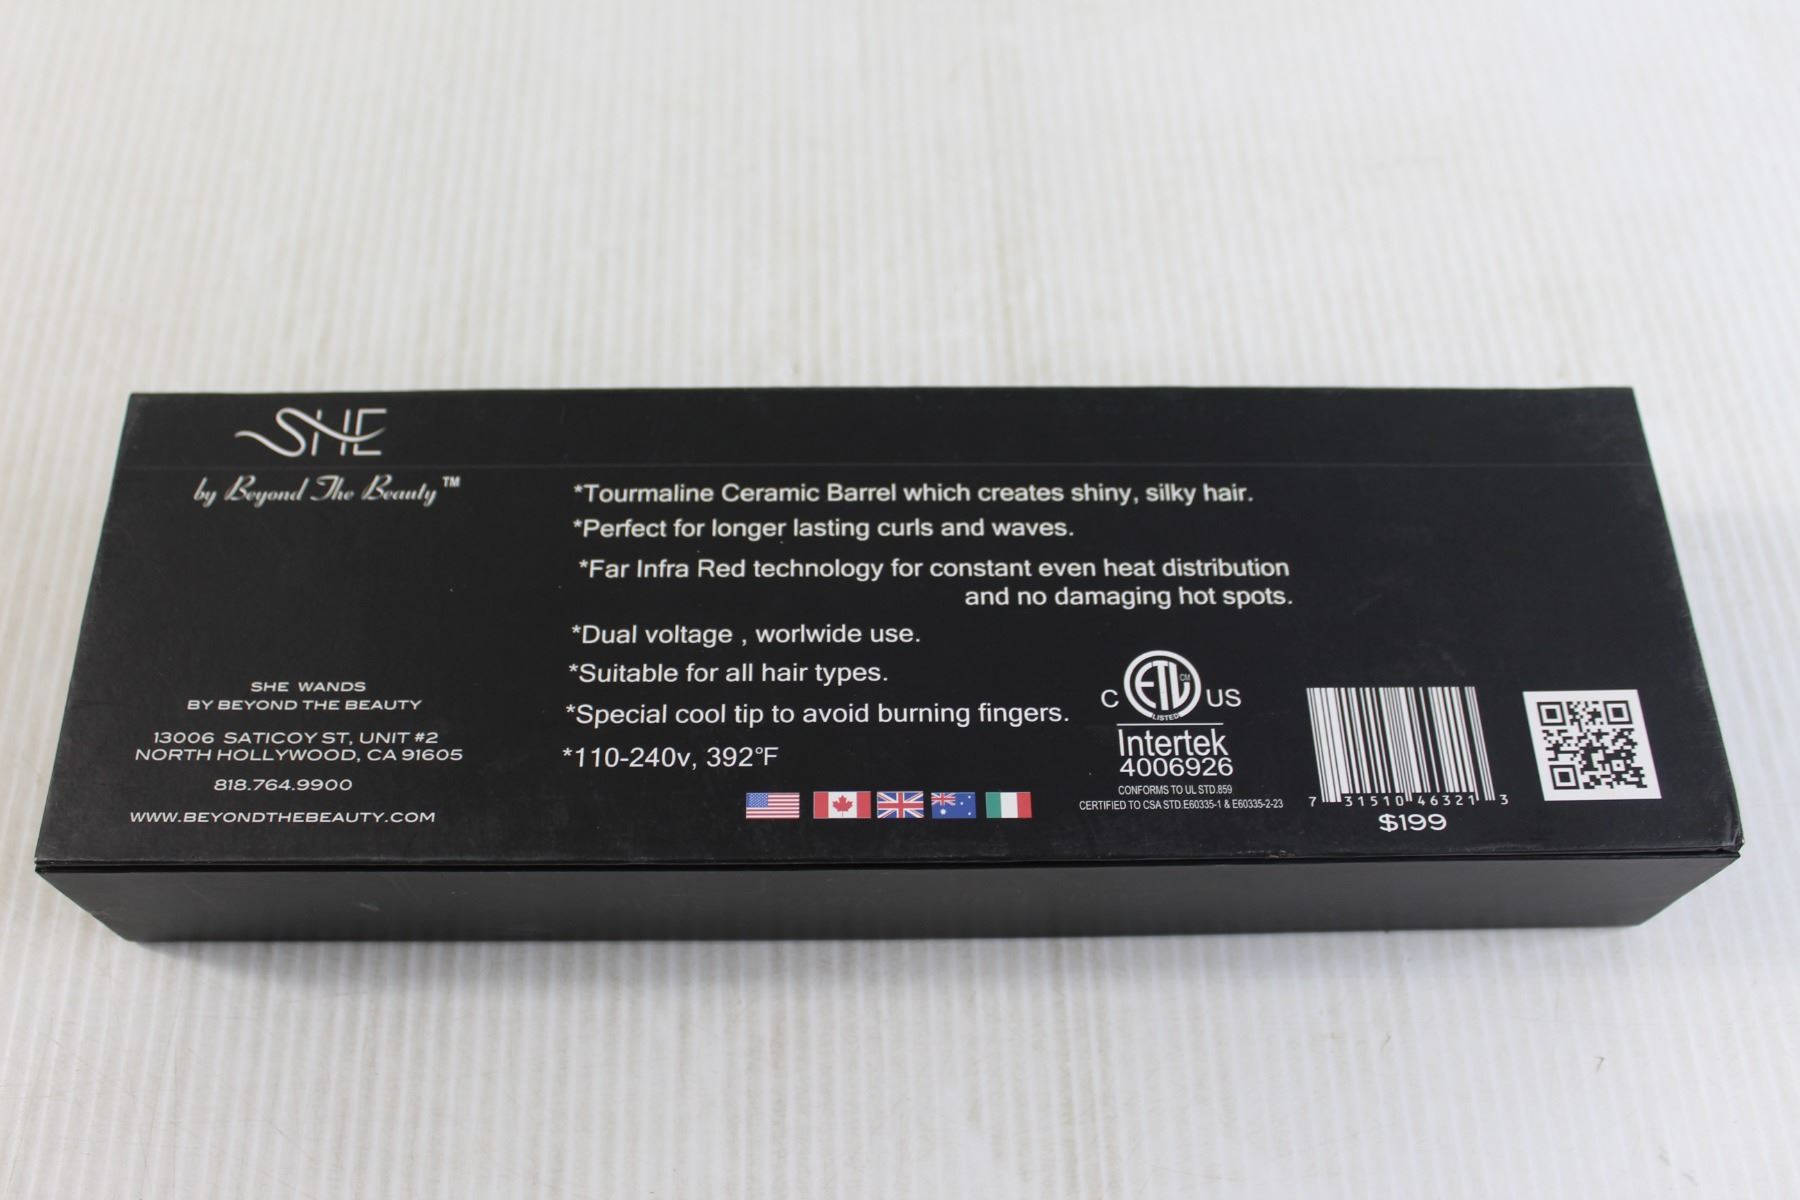 SHE
by Beyond The Beauty™
*Tourmaline Ceramic Barrel which creates shiny, silky hair.
*Perfect for longer lasting curls and waves.
*Far Infra Red technology for constant even heat distribution
and no damaging hot spots.
*Dual voltage , worlwide use.
*Suitable for all hair types.
*Special cool tip to avoid burning fingers.
*110-240v, 392°F
SHE WANDS
BY BEYOND THE BEAUTY
13006 SATICOY ST, UNIT #2
NORTH HOLLYWOOD, CA 91605
818.764.9900
WWW.BEYONDTHEBEAUTY.COM
C ETL CM US
LISTED
Intertek
4006926
CONFORMS TO UL STD.859
CERTIFIED TO CSA STD.E60335-1 & E60335-2-23
7 31510 46321 3
$199